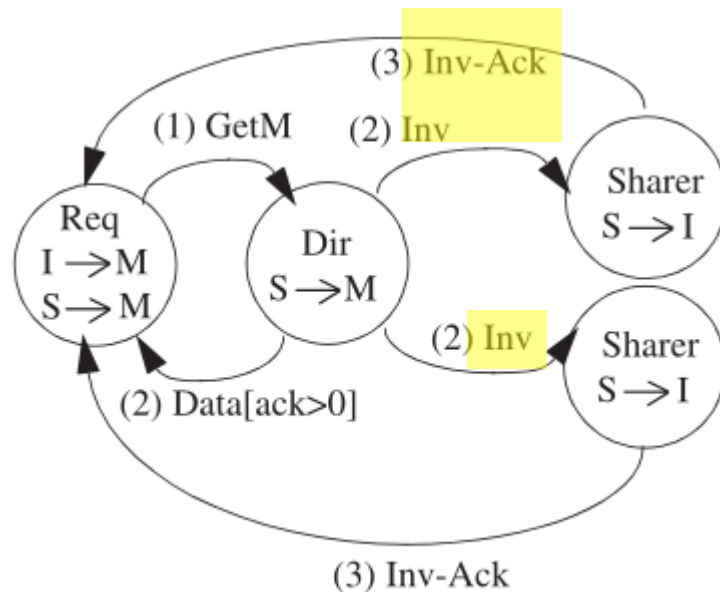 (3) Inv-Ack
(1) GetM
(2) Inv
Req
I → M
S → M
Dir
S → M
Sharer
S → I
(2) Inv
Sharer
S → I
(2) Data[ack>0]
(3) Inv-Ack